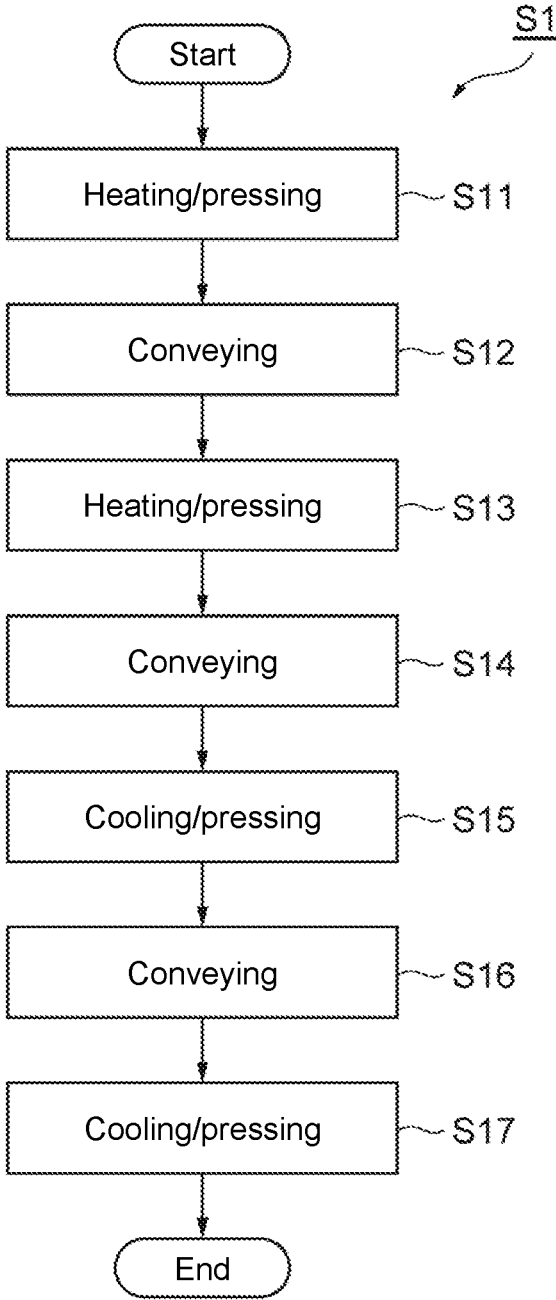 S1
Start
Heating/pressing
S11
Conveying
S12
Heating/pressing
S13
Conveying
S14
Cooling/pressing
S15
Conveying
S16
Cooling/pressing
S17
End